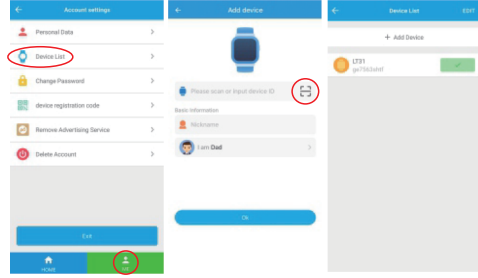 Account settings
Personal Data
Device List
Change Password
device registration code
Remove Advertising Service
Delete Account
Exit
HOME
Add device
Please scan or input device ID
Basic information
Nickname
I am Dad
Ok
Device List
EDIT
+ Add Device
LT31